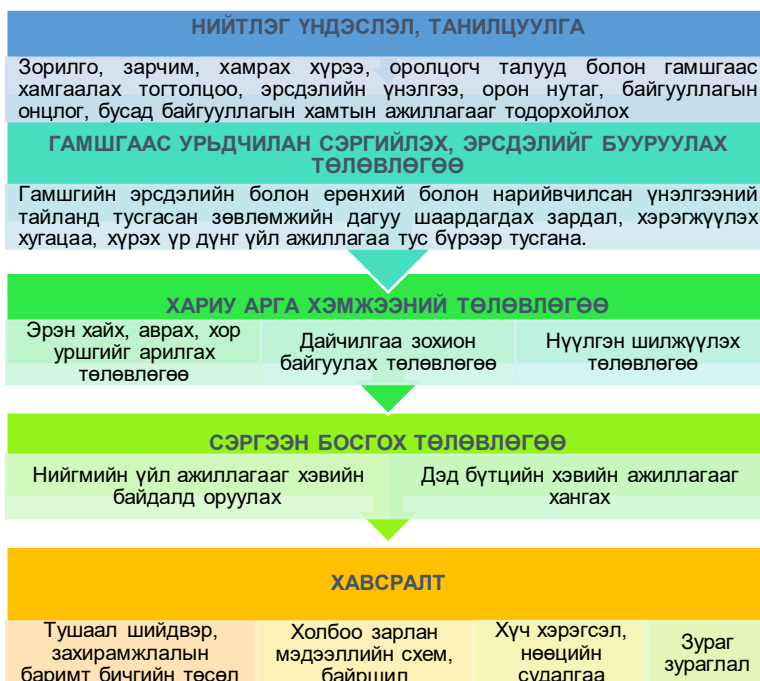 НИЙТЛЭГ ҮНДЭСЛЭЛ, ТАНИЛЦУУЛГА
Зорилго, зарчим, хамрах хүрээ, оролцогч талууд болон гамшгаас
хамгаалах тогтолцоо, эрсдэлийн үнэлгээ, орон нутаг, байгууллагын
онцлог, бусад байгууллагын хамтын ажиллагааг тодорхойлох
ГАМШГААС УРЬДЧИЛАН СЭРГИЙЛЭХ, ЭРСДЭЛИЙГ БУУРУУЛАХ
ТӨЛӨВЛӨГӨӨ
Гамшгийн эрсдэлийн болон ерөнхий болон нарийвчилсан үнэлгээний
тайланд тусгасан зөвлөмжийн дагуу шаардагдах зардал, хэрэгжүүлэх
хугацаа, хүрэх үр дүнг үйл ажиллагаа тус бүрээр тусгана.
ХАРИУ АРГА ХЭМЖЭЭНИЙ ТӨЛӨВЛӨГӨӨ
Эрэн хайх, аврах, хор
уршгийг арилгах
төлөвлөгөө
Дайчилгаа зохион
байгуулах төлөвлөгөө
Нүүлгэн шилжүүлэх
төлөвлөгөө
СЭРГЭЭН БОСГОХ ТӨЛӨВЛӨГӨӨ
Нийгмийн үйл ажиллагааг хэвийн
байдалд оруулах
Дэд бүтцийн хэвийн ажиллагааг
хангах
ХАВСРАЛТ
Тушаал шийдвэр,
захирамжлалын
баримт бичгийн төсөл
Холбоо зарлан
мэдээллийн схем,
байршил
Хүч хэрэгсэл,
нөөцийн
судалгаа
Зураг
зураглал